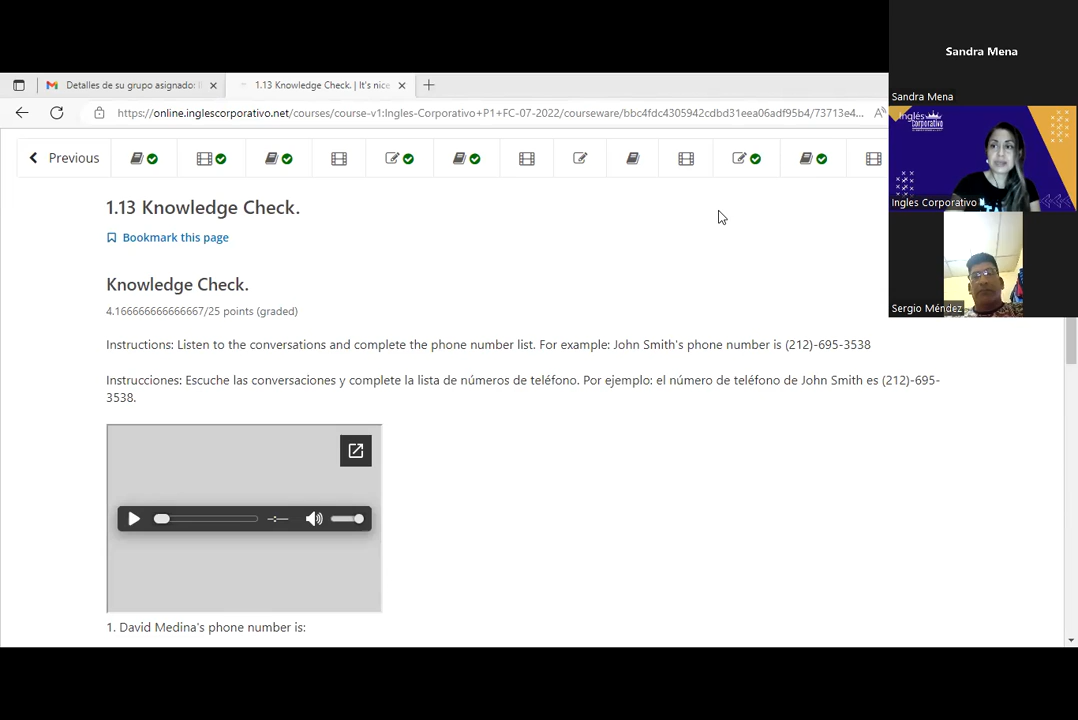 Sandra Mena
Sandra Mena
Detalles de su grupo asignado:
1.13 Knowledge Check. | It's nice
https://online.inglescorporativo.net/courses/course-v1:Ingles-Corporativo+P1+FC-07-2022/courseware/bbc4fdc4305942cdbd31eea06adf95b4/73713e4...
Inglés
Corporativo
Previous
Ingles Corporativo
1.13 Knowledge Check.
Bookmark this page
Knowledge Check.
4.166666666666667/25 points (graded)
Sergio Méndez
Instructions: Listen to the conversations and complete the phone number list. For example: John Smith's phone number is (212)-695-3538
Instrucciones: Escuche las conversaciones y complete la lista de números de teléfono. Por ejemplo: el número de teléfono de John Smith es (212)-695-
3538.
1. David Medina's phone number is: